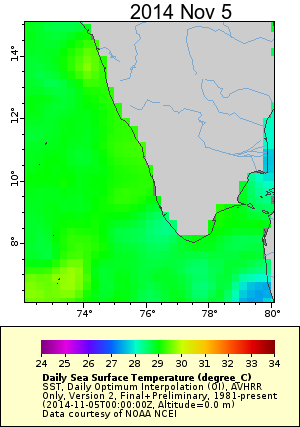 2014 Nov 5
14°
12°
10°
8°
74° 76° 78° 80°
24 25 26 27 28 29 30 31 32 33 34
Daily Sea Surface Temperature (degree_C)
SST, Daily Optimum Interpolation (OI), AVHRR
Only, Version 2, Final+Preliminary, 1981-present
(2014-11-05T00:00:00Z, Altitude=0.0 m)
Data courtesy of NOAA NCEI